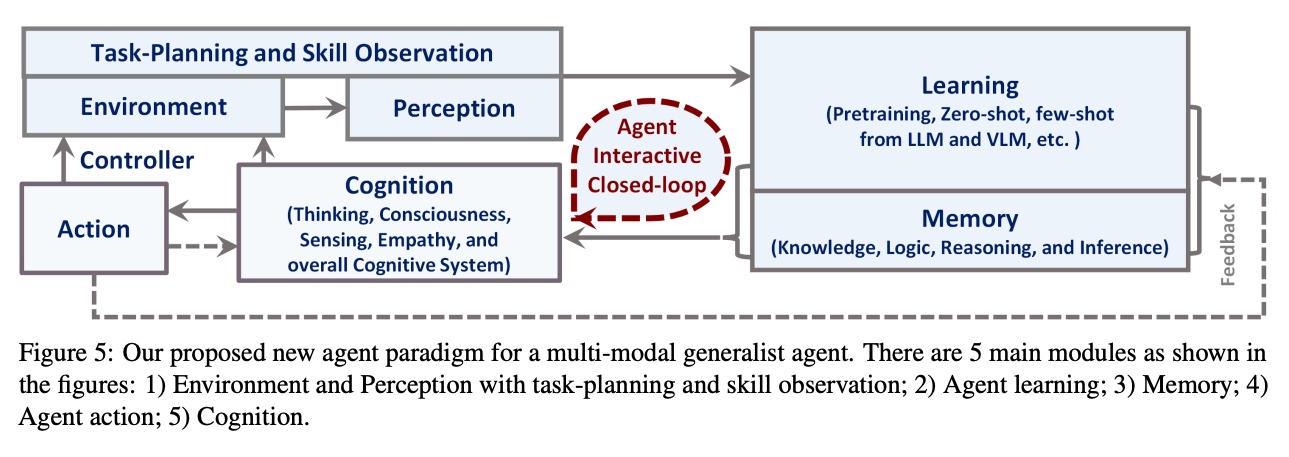 Task-Planning and Skill Observation
Environment
Perception
Controller
Action
Cognition
(Thinking, Consciousness,
Sensing, Empathy, and
overall Cognitive System)
Agent
Interactive
Closed-loop
Learning
(Pretraining, Zero-shot, few-shot
from LLM and VLM, etc. )
Memory
(Knowledge, Logic, Reasoning, and Inference)
Feedback
Figure 5: Our proposed new agent paradigm for a multi-modal generalist agent. There are 5 main modules as shown in
the figures: 1) Environment and Perception with task-planning and skill observation; 2) Agent learning; 3) Memory; 4)
Agent action; 5) Cognition.